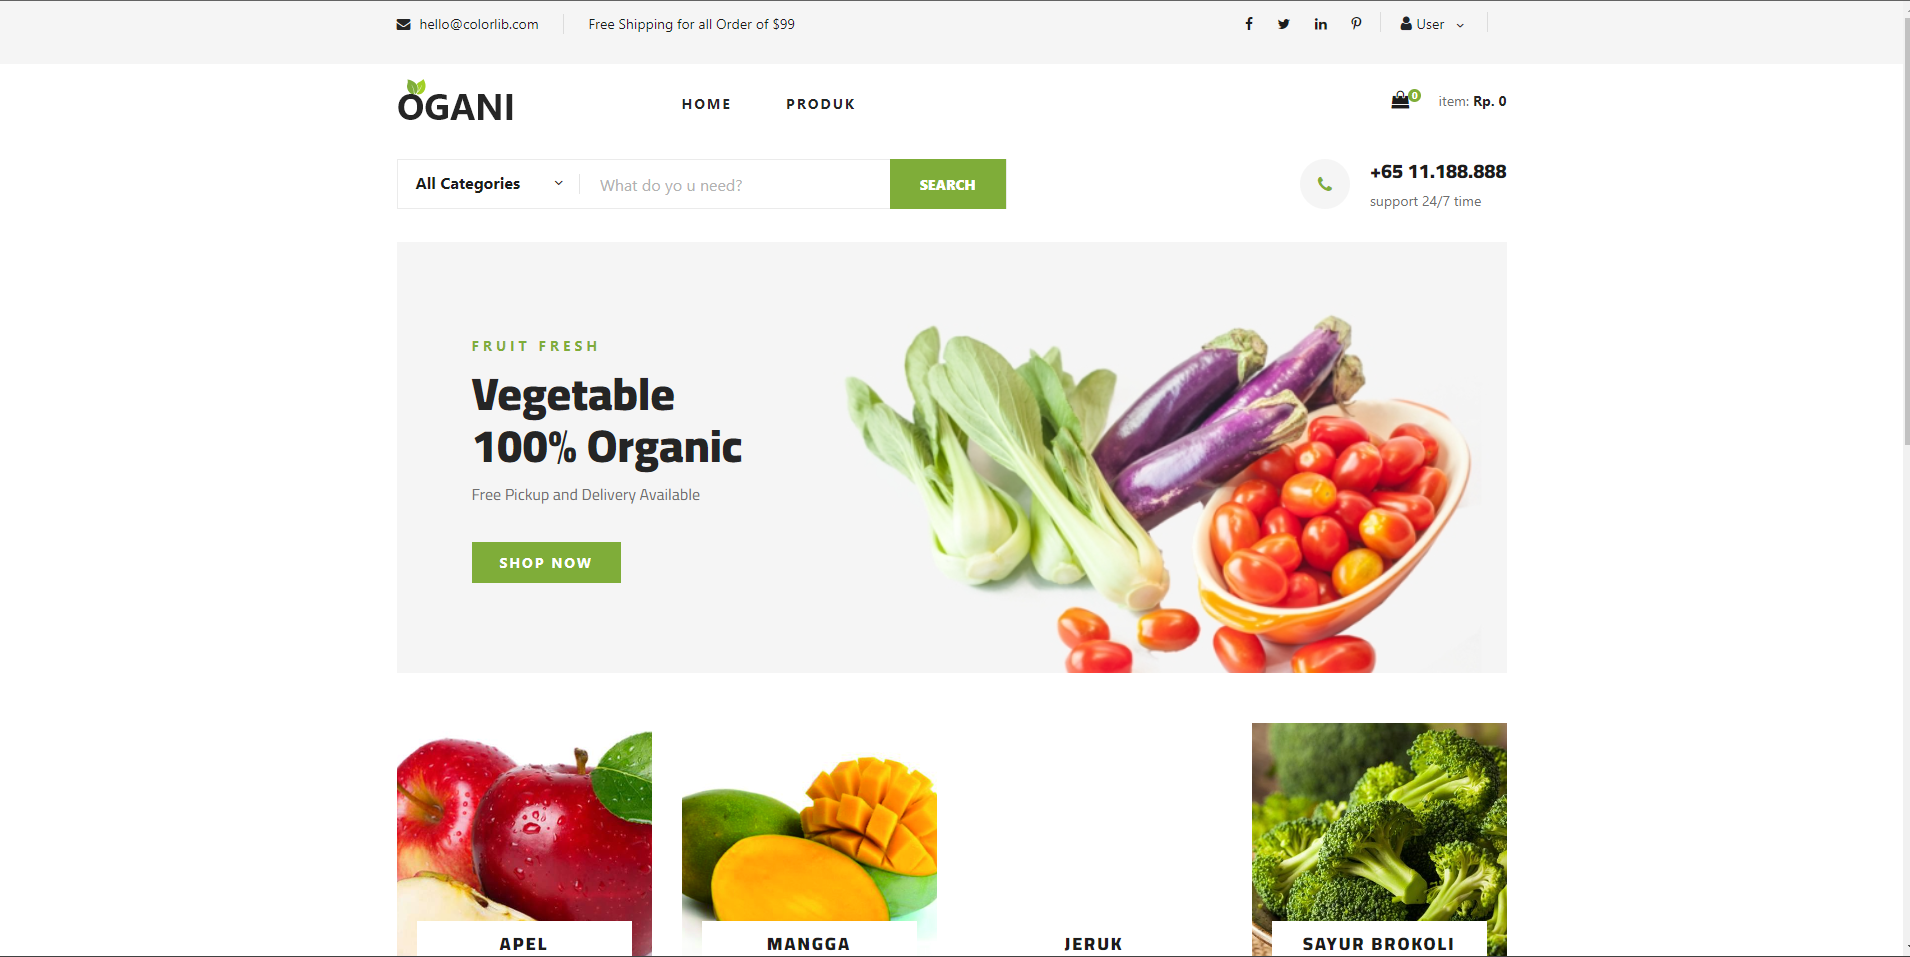 hello@colorlib.com
Free Shipping for all Order of $99
User
OGANI
HOME
PRODUK
0
item: Rp. 0
All Categories
What do yo u need?
SEARCH
+65 11.188.888
support 24/7 time
FRUIT FRESH
Vegetable
100% Organic
Free Pickup and Delivery Available
SHOP NOW
APEL
MANGGA
JERUK
SAYUR BROKOLI